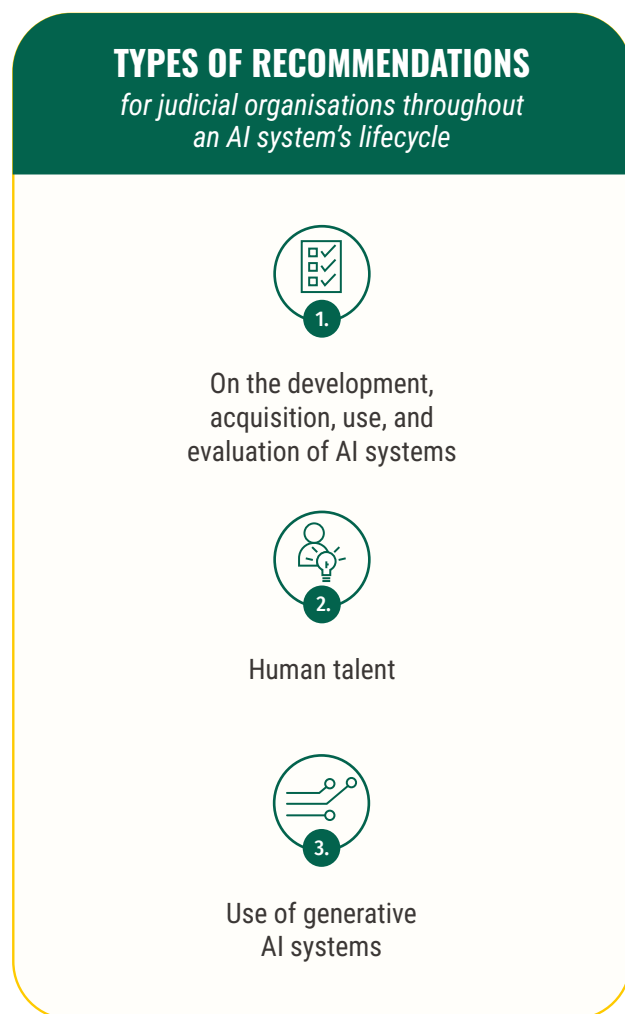 TYPES OF RECOMMENDATIONS
for judicial organisations throughout
an AI system's lifecycle
1.
On the development,
acquisition, use, and
evaluation of AI systems
2.
Human talent
3.
Use of generative
AI systems